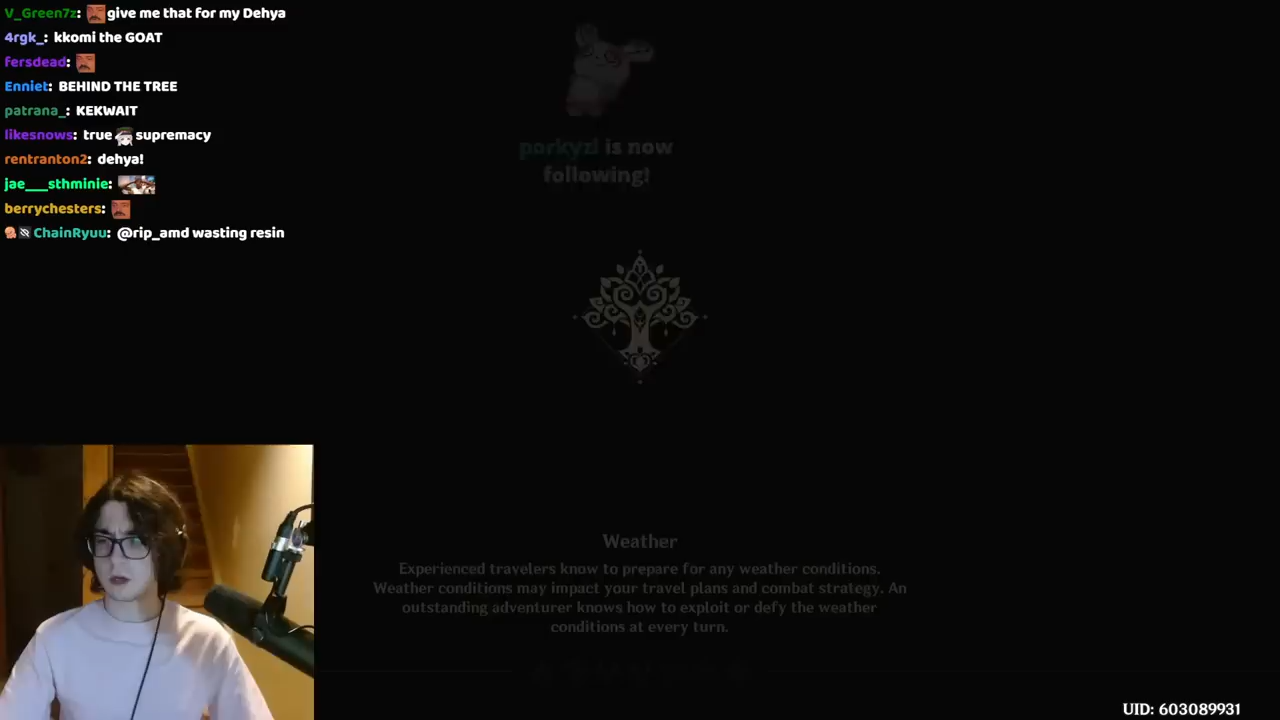 V_Green7z: give me that for my Dehya
4rgk_: kkomi the GOAT
fersdead:
Enniet: BEHIND THE TREE
patrana_: KEKWAIT
likesnows: true supremacy
rentranton2: dehya!
jae___sthminie:
berrychesters:
ChainRyuu: @rip_amd wasting resin
porkyzl is now
following!
Weather
Experienced travelers know to prepare for any weather conditions.
Weather conditions may impact your travel plans and combat strategy. An
outstanding adventurer knows how to exploit or defy the weather
conditions at every turn.
UID: 603089931